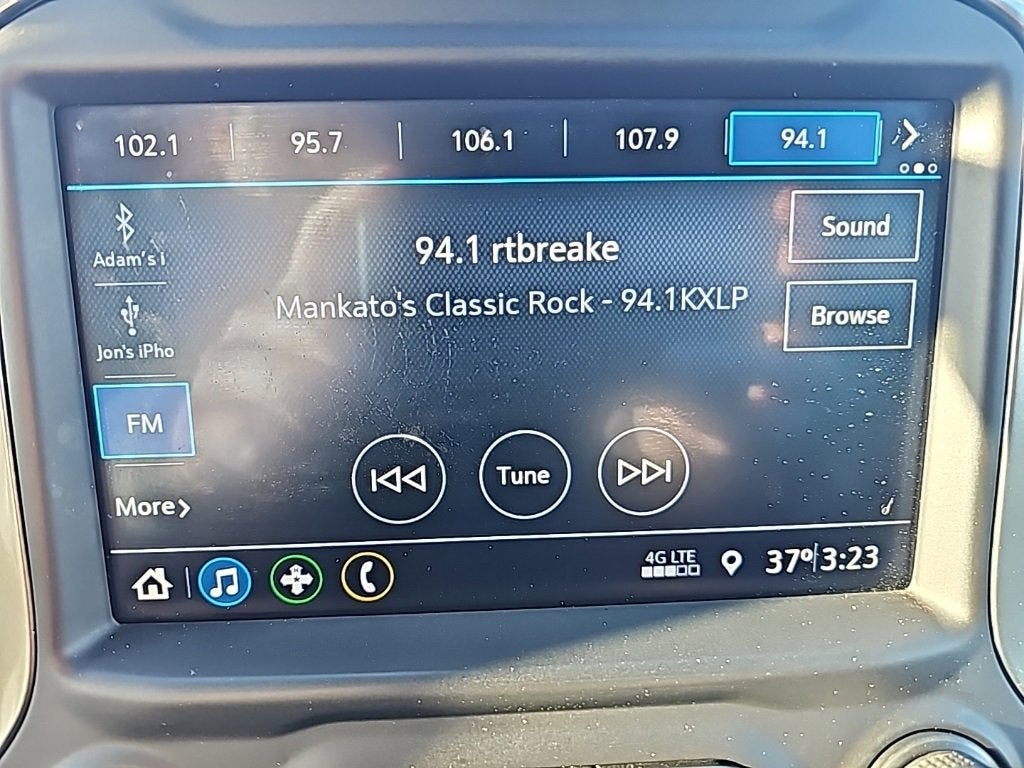 102.1 95.7 106.1 107.9 94.1
Adam's i
94.1 rtbreake
Sound
Mankato's Classic Rock - 94.1KXLP
Browse
Jon's iPho
FM
Tune
More
4G LTE
37° 3:23